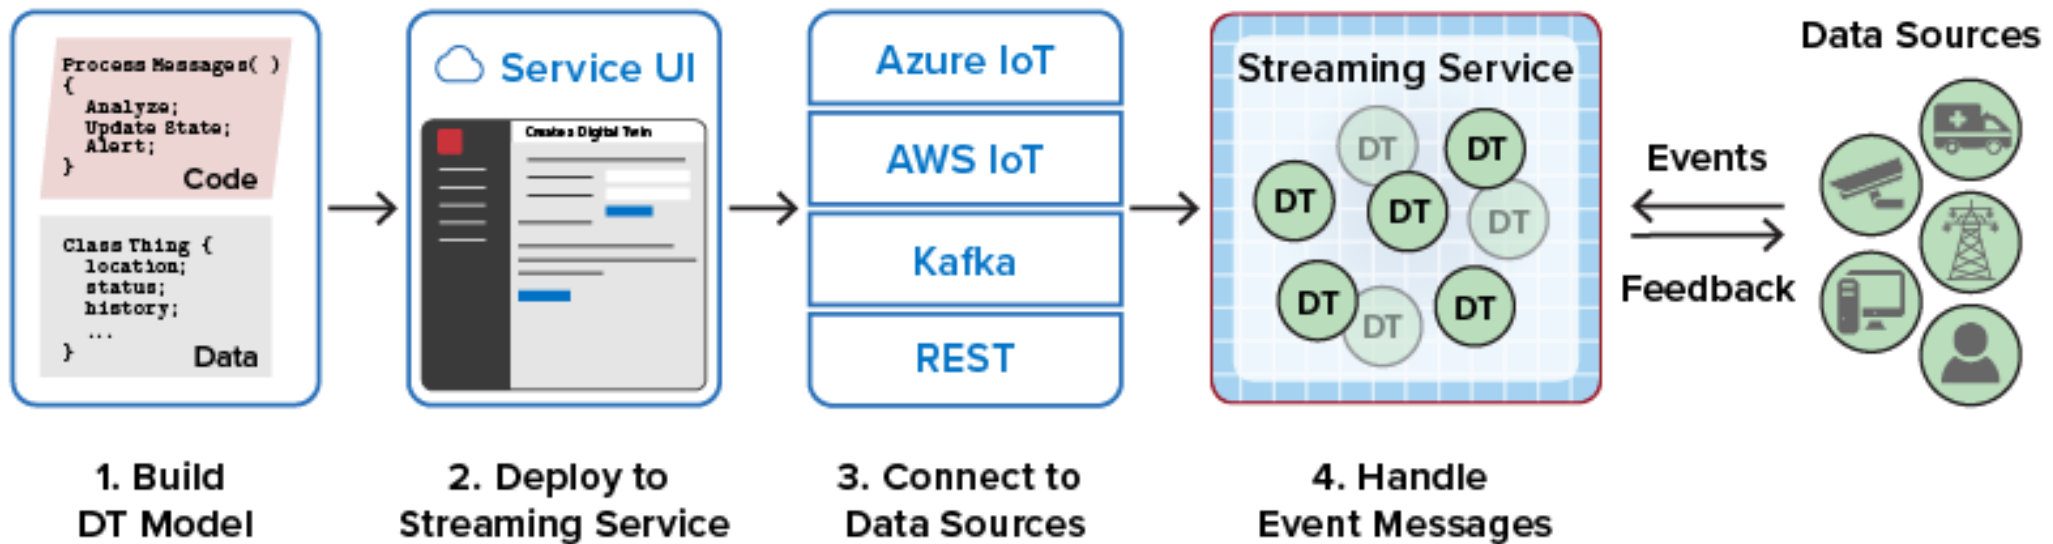 Process Messages( )
{
Analyze;
Update State;
Alert;
}
Code
Class Thing {
location;
status;
history;
...
}
Data
1. Build
DT Model
Service UI
Create a Digital Twin
2. Deploy to
Streaming Service
Azure IoT
AWS IoT
Kafka
REST
3. Connect to
Data Sources
Streaming Service
DT
DT
DT
DT
DT
DT
DT
DT
4. Handle
Event Messages
Events
Feedback
Data Sources